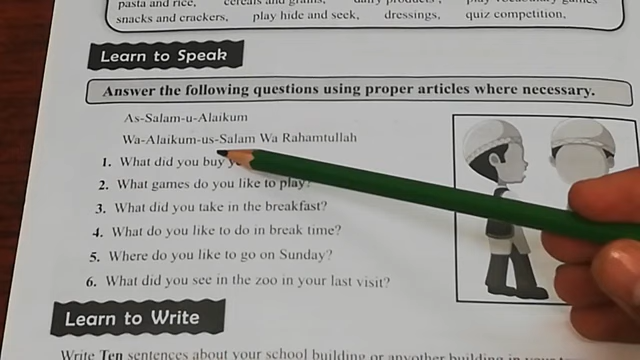 pasta and rice, cereals and grains, dairy products, play vocabulary games
snacks and crackers, play hide and seek, dressings, quiz competition,
Learn to Speak
Answer the following questions using proper articles where necessary.
As-Salam-u-Alaikum
Wa-Alaikum-us-Salam Wa Rahamtullah
1. What did you buy
2. What games do you like to play?
3. What did you take in the breakfast?
4. What do you like to do in break time?
5. Where do you like to go on Sunday?
6. What did you see in the zoo in your last visit?
Learn to Write
Write Ten sentences about your school building or anyother building in your